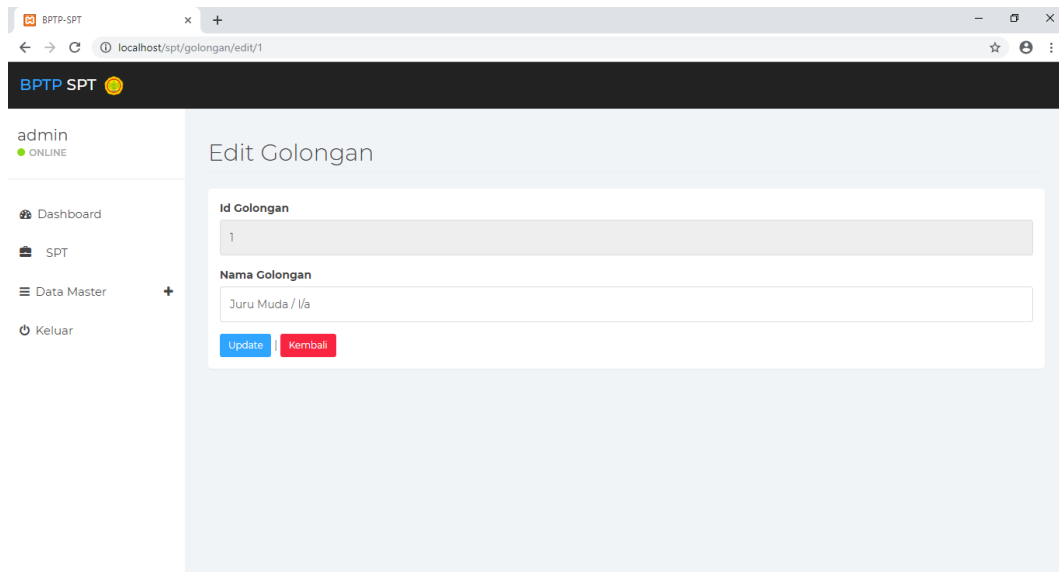 BPTP-SPT
localhost/spt/golongan/edit/1
BPTP SPT
admin
ONLINE
Dashboard
SPT
Data Master
Keluar
Edit Golongan
Id Golongan
1
Nama Golongan
Juru Muda / I/a
Update | Kembali